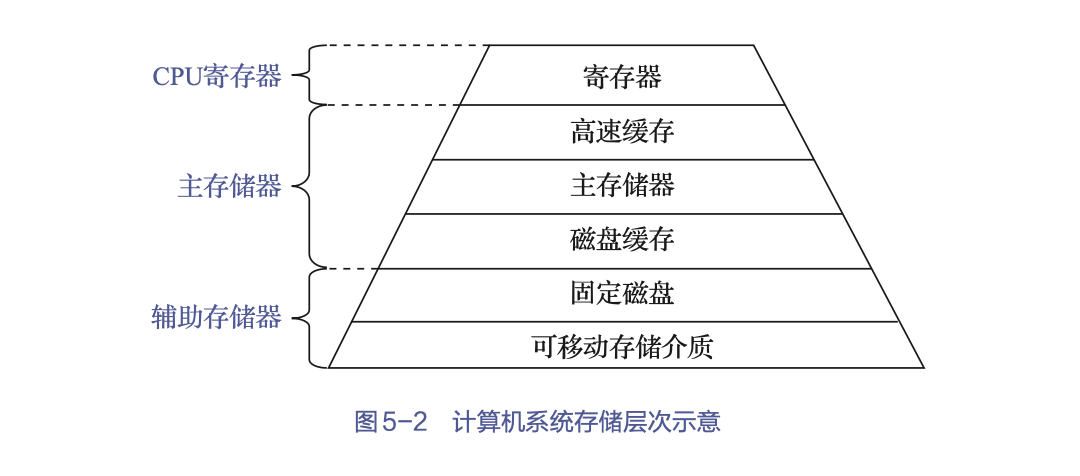 CPU寄存器
寄存器
高速缓存
主存储器
主存储器
磁盘缓存
固定磁盘
辅助存储器
可移动存储介质
图5-2 计算机系统存储层次示意